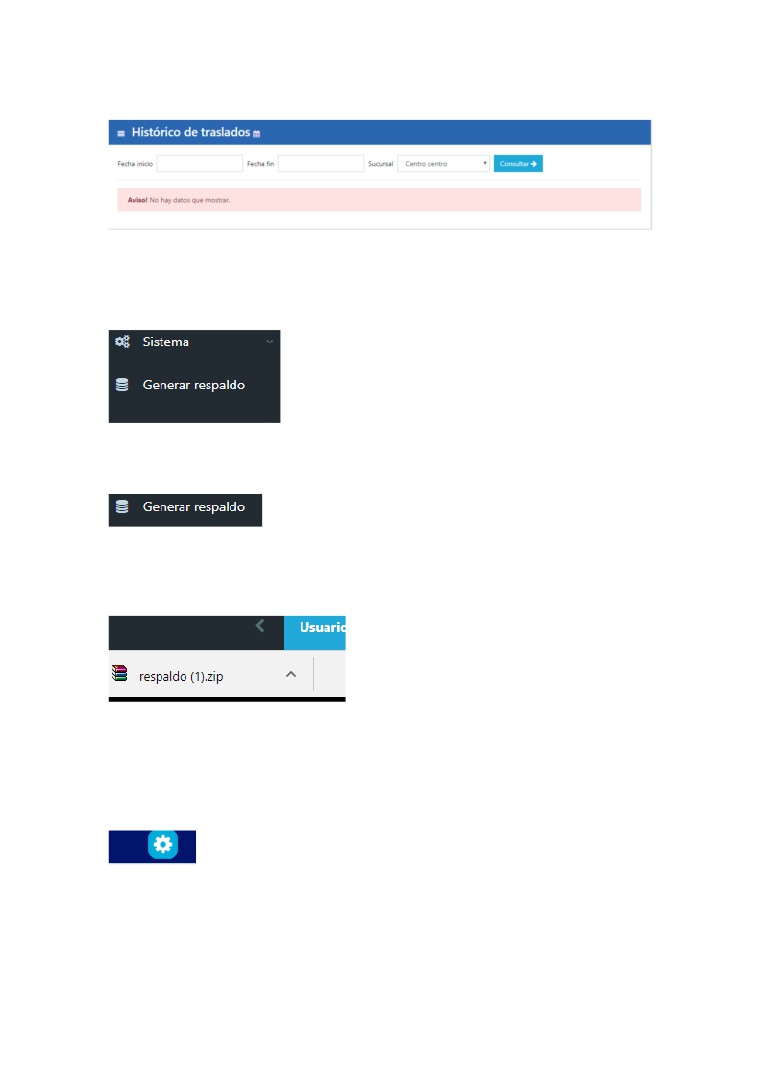 Histórico de traslados
Fecha inicio Fecha fin Sucursal Centro centro Consultar
Aviso! No hay datos que mostrar.
Sistema
Generar respaldo
Generar respaldo
Usuario
respaldo (1).zip